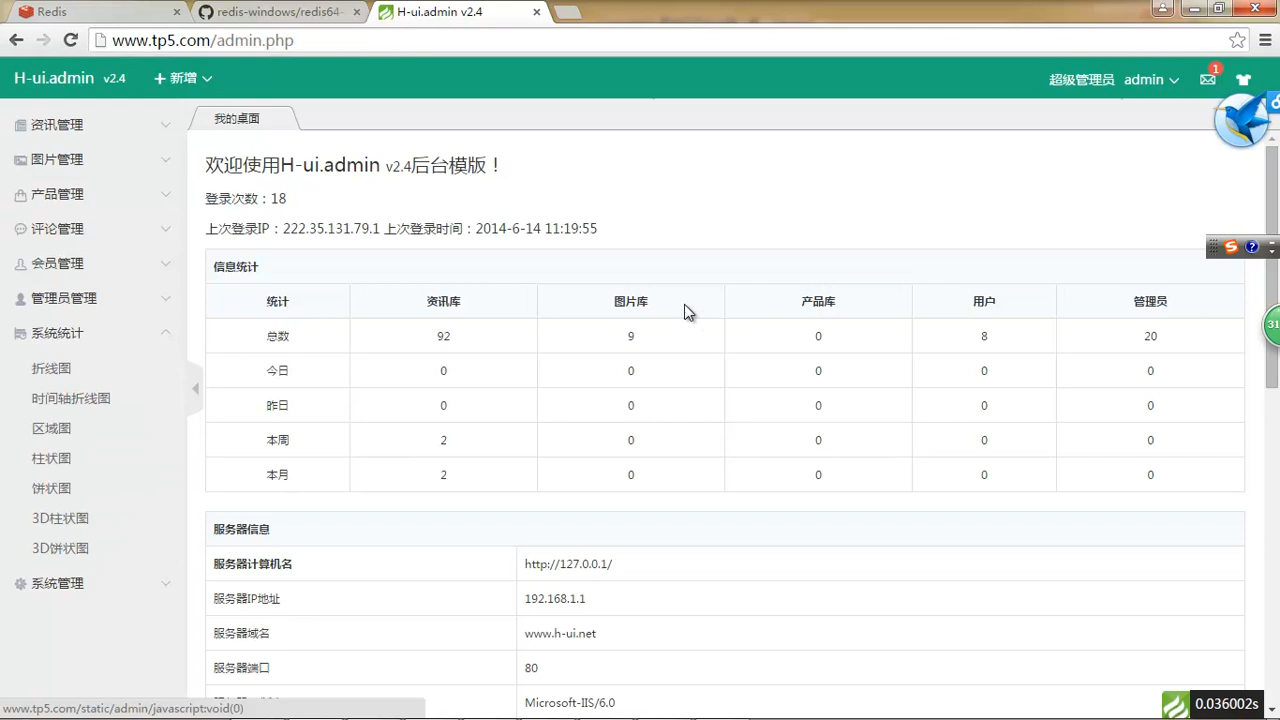 Redis
redis-windows/redis64-
H-ui.admin v2.4
www.tp5.com/admin.php
H-ui.admin v2.4
新增
超级管理员 admin
1
我的桌面
资讯管理
图片管理
产品管理
评论管理
会员管理
管理员管理
系统统计
折线图
时间轴折线图
区域图
柱状图
饼状图
3D柱状图
3D饼状图
系统管理
欢迎使用H-ui.admin v2.4后台模版！
登录次数：18
上次登录IP：222.35.131.79.1 上次登录时间：2014-6-14 11:19:55
信息统计
统计 资讯库 图片库 产品库 用户 管理员
总数 92 9 0 8 20
今日 0 0 0 0 0
昨日 0 0 0 0 0
本周 2 0 0 0 0
本月 2 0 0 0 0
服务器信息
服务器计算机名 http://127.0.0.1/
服务器IP地址 192.168.1.1
服务器域名 www.h-ui.net
服务器端口 80
Microsoft-IIS/6.0
31
www.tp5.com/static/admin/javascript:void(0)
0.036002s